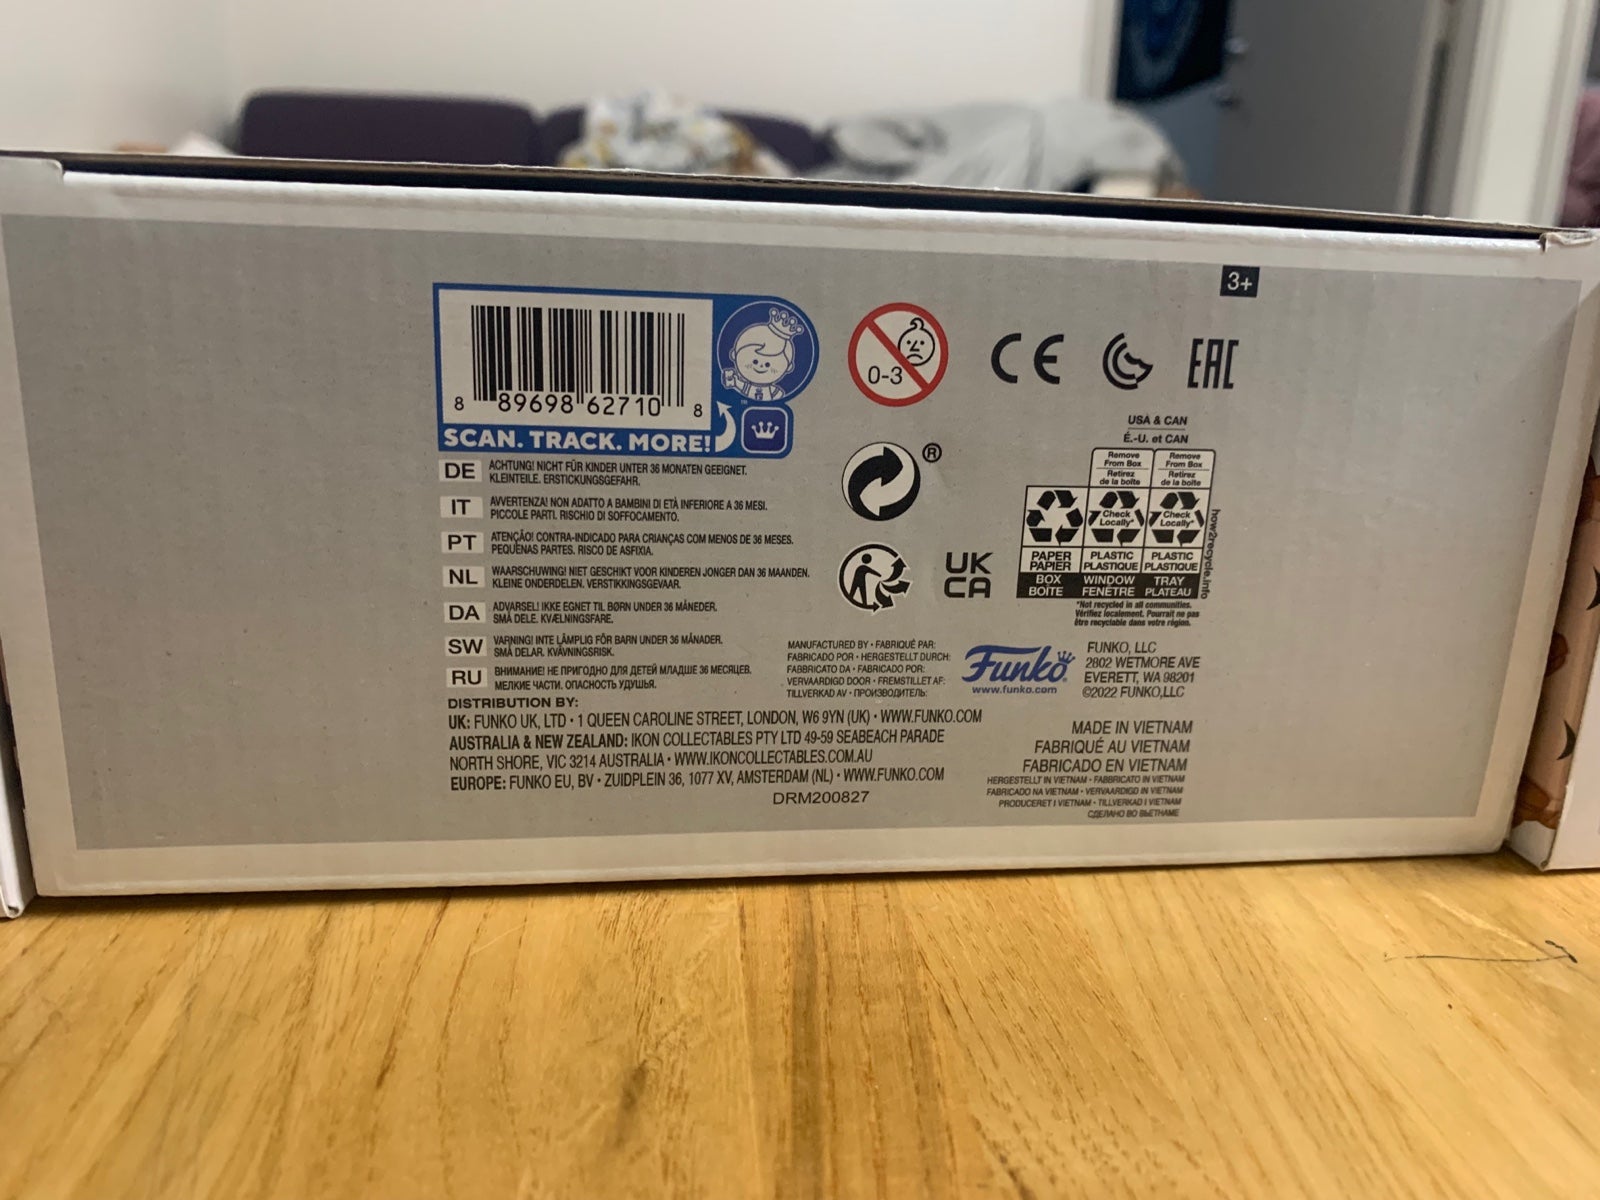 3+
8 89698 62710 8
SCAN. TRACK. MORE!
™
0-3
CE
EAC
DE ACHTUNG! NICHT FÜR KINDER UNTER 36 MONATEN GEEIGNET.
KLEINTEILE. ERSTICKUNGSGEFAHR.
IT AVVERTENZA! NON ADATTO A BAMBINI DI ETÀ INFERIORE A 36 MESI.
PICCOLE PARTI. RISCHIO DI SOFFOCAMENTO.
PT ATENÇÃO! CONTRA-INDICADO PARA CRIANÇAS COM MENOS DE 36 MESES.
PEQUENAS PARTES. RISCO DE ASFIXIA.
NL WAARSCHUWING! NIET GESCHIKT VOOR KINDEREN JONGER DAN 36 MAANDEN.
KLEINE ONDERDELEN. VERSTIKKINGSGEVAAR.
DA ADVARSEL! IKKE EGNET TIL BØRN UNDER 36 MÅNEDER.
SMÅ DELE. KVÆLNINGSFARE.
SW VARNING! INTE LÄMPLIG FÖR BARN UNDER 36 MÅNADER.
SMÅ DELAR. KVÄVNINGSRISK.
RU ВНИМАНИЕ! НЕ ПРИГОДНО ДЛЯ ДЕТЕЙ МЛАДШЕ 36 МЕСЯЦЕВ.
МЕЛКИЕ ЧАСТИ. ОПАСНОСТЬ УДУШЬЯ.
®
UK
CA
USA & CAN
É.-U. et CAN
Remove From Box Remove From Box
Retirez de la boîte Retirez de la boîte
Check Locally* Check Locally*
PAPER PAPIER PLASTIC PLASTIQUE PLASTIC PLASTIQUE
BOX BOÎTE WINDOW FENÊTRE TRAY PLATEAU
how2recycle.info
*Not recycled in all communities.
Vérifiez localement. Pourrait ne pas
être recyclable dans votre région.
MANUFACTURED BY • FABRIQUÉ PAR:
FABRICADO POR • HERGESTELLT DURCH:
FABBRICATO DA • FABRICADO POR:
VERVAARDIGD DOOR • FREMSTILLET AF:
TILLVERKAD AV • ПРОИЗВОДИТЕЛЬ:
Funko®
www.funko.com
FUNKO, LLC
2802 WETMORE AVE
EVERETT, WA 98201
©2022 FUNKO,LLC
DISTRIBUTION BY:
UK: FUNKO UK, LTD • 1 QUEEN CAROLINE STREET, LONDON, W6 9YN (UK) • WWW.FUNKO.COM
AUSTRALIA & NEW ZEALAND: IKON COLLECTABLES PTY LTD 49-59 SEABEACH PARADE
NORTH SHORE, VIC 3214 AUSTRALIA • WWW.IKONCOLLECTABLES.COM.AU
EUROPE: FUNKO EU, BV • ZUIDPLEIN 36, 1077 XV, AMSTERDAM (NL) • WWW.FUNKO.COM
DRM200827
MADE IN VIETNAM
FABRIQUÉ AU VIETNAM
FABRICADO EN VIETNAM
HERGESTELLT IN VIETNAM • FABBRICATO IN VIETNAM
FABRICADO NA VIETNAM • VERVAARDIGD IN VIETNAM
PRODUCERET I VIETNAM • TILLVERKAD I VIETNAM
СДЕЛАНО ВО ВЬЕТНАМЕ